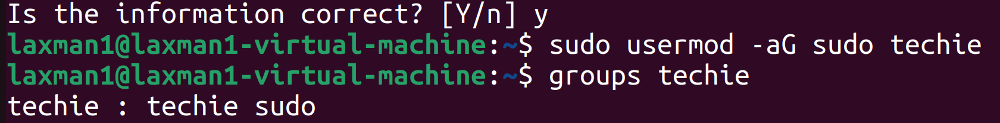 Is the information correct? [Y/n] y
laxman1@laxman1-virtual-machine:~$ sudo usermod -aG sudo techie
laxman1@laxman1-virtual-machine:~$ groups techie
techie : techie sudo